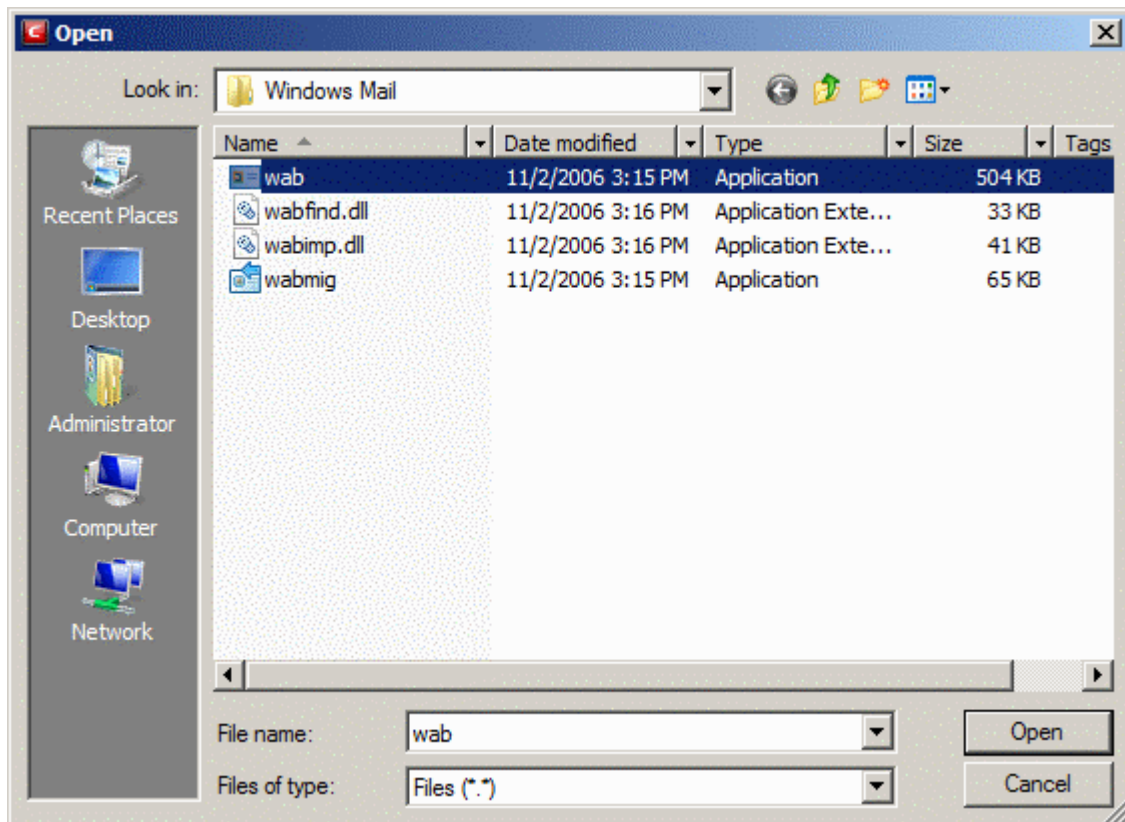 Open
Look in: Windows Mail
Name Date modified Type Size Tags
wab 11/2/2006 3:15 PM Application 504 KB
wabfind.dll 11/2/2006 3:16 PM Application Exte... 33 KB
wabimp.dll 11/2/2006 3:16 PM Application Exte... 41 KB
wabmig 11/2/2006 3:15 PM Application 65 KB
Recent Places
Desktop
Administrator
Computer
Network
File name: wab Open
Files of type: Files (*.*) Cancel